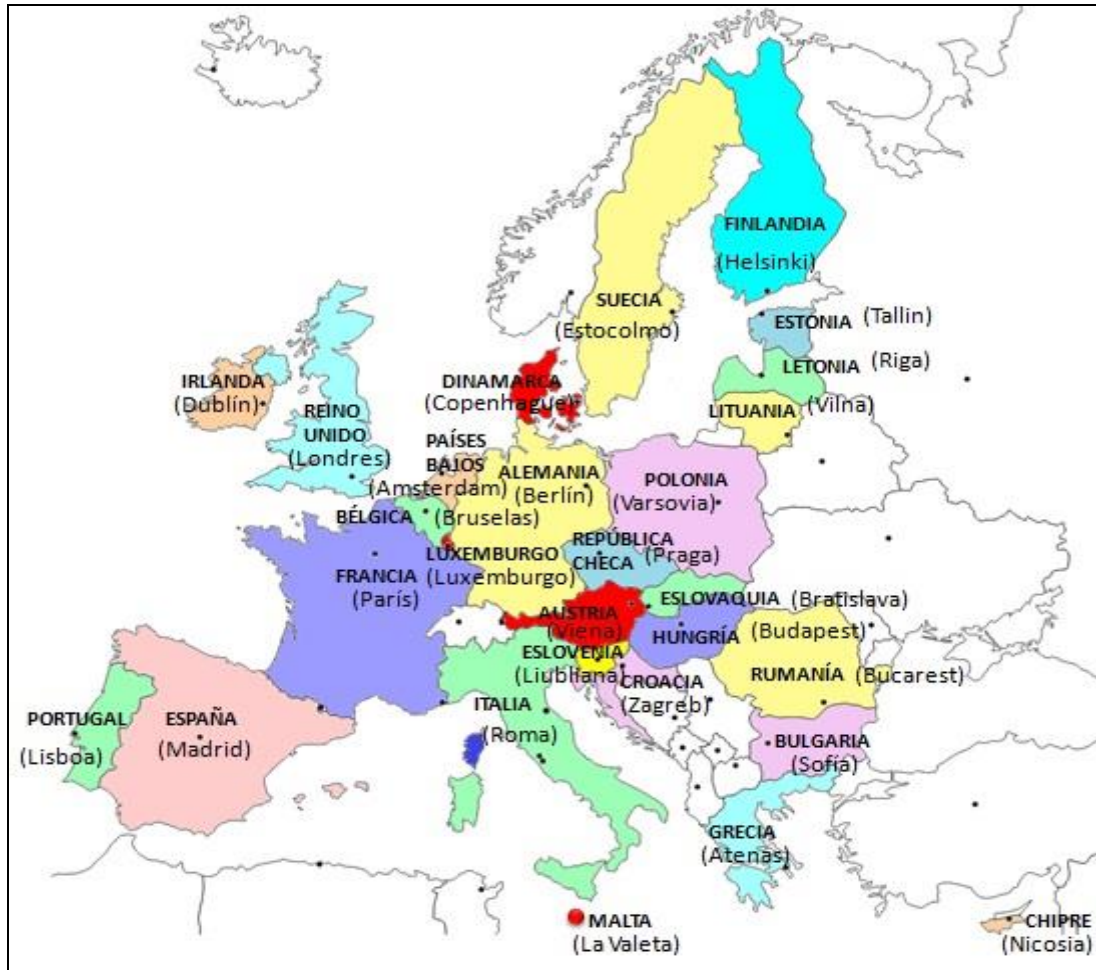 FINLANDIA
(Helsinki)
SUECIA
(Estocolmo)
ESTONIA (Tallin)
LETONIA (Riga)
LITUANIA (Vilna)
IRLANDA
(Dublín)
REINO
UNIDO
(Londres)
DINAMARCA
(Copenhague)
PAÍSES
BAJOS
(Amsterdam)
ALEMANIA
(Berlín)
POLONIA
(Varsovia)
BÉLGICA (Bruselas)
LUXEMBURGO
(Luxemburgo)
REPÚBLICA
CHECA
(Praga)
FRANCIA
(París)
ESLOVAQUIA (Bratislava)
AUSTRIA
(Viena)
HUNGRÍA (Budapest)
ESLOVENIA
(Liubliana)
CROACIA
(Zagreb)
RUMANÍA (Bucarest)
PORTUGAL
(Lisboa)
ESPAÑA
(Madrid)
ITALIA
(Roma)
BULGARIA
(Sofía)
GRECIA
(Atenas)
MALTA
(La Valeta)
CHIPRE
(Nicosia)